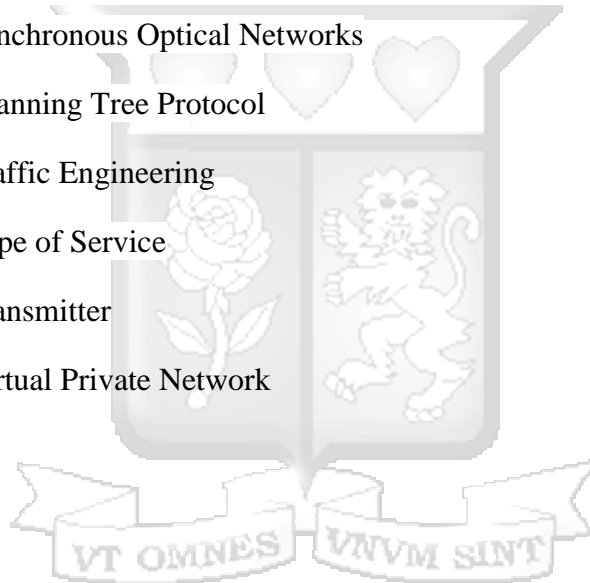 nchronous Optical Networks
anning Tree Protocol
affic Engineering
pe of Service
ansmitter
rtual Private Network
VT OMNES VNVM SINT